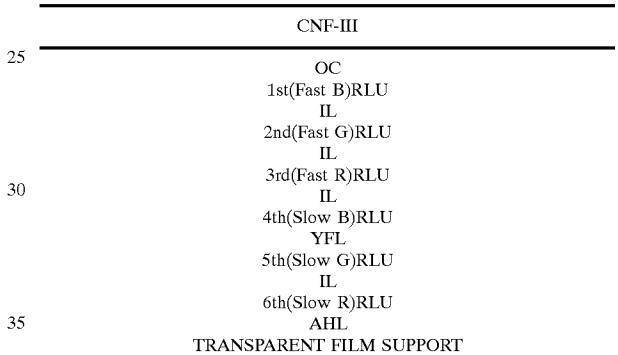 CNF-III
25
OC
1st(Fast B)RLU
IL
2nd(Fast G)RLU
IL
3rd(Fast R)RLU
30
IL
4th(Slow B)RLU
YFL
5th(Slow G)RLU
IL
6th(Slow R)RLU
35
AHL
TRANSPARENT FILM SUPPORT